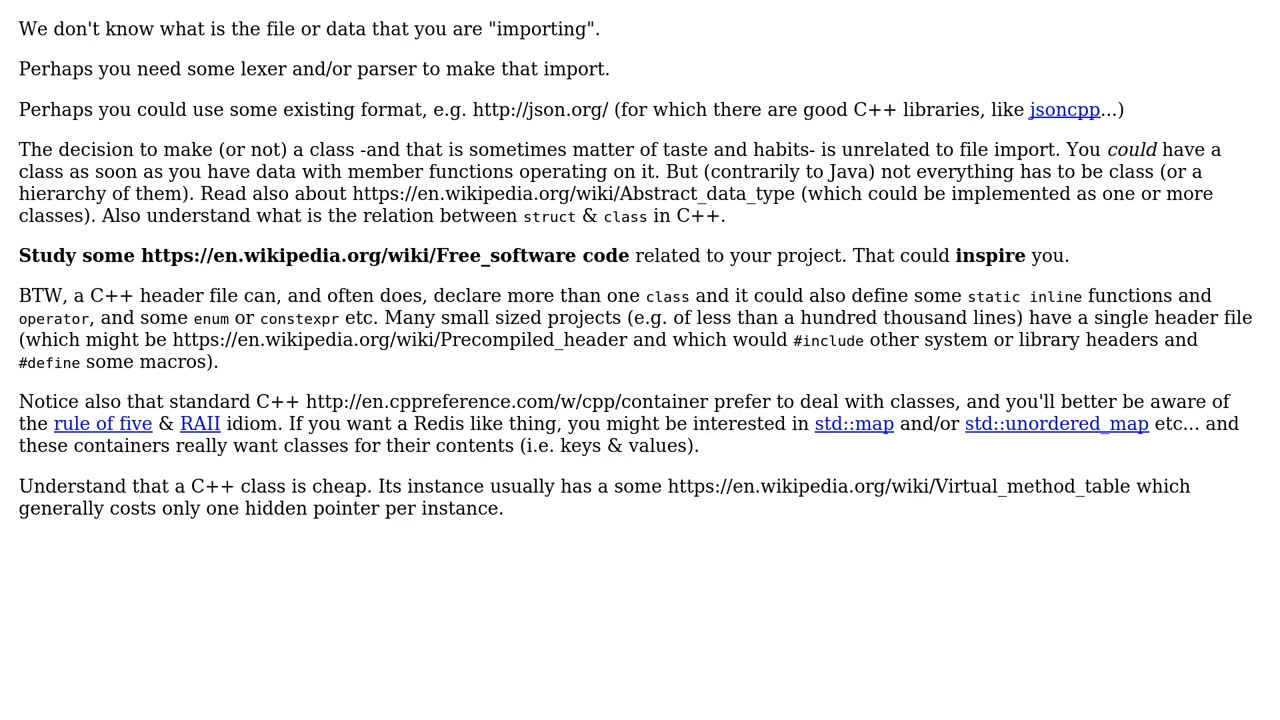 We don't know what is the file or data that you are "importing".
Perhaps you need some lexer and/or parser to make that import.
Perhaps you could use some existing format, e.g. http://json.org/ (for which there are good C++ libraries, like jsoncpp...)
The decision to make (or not) a class -and that is sometimes matter of taste and habits- is unrelated to file import. You could have a
class as soon as you have data with member functions operating on it. But (contrarily to Java) not everything has to be class (or a
hierarchy of them). Read also about https://en.wikipedia.org/wiki/Abstract_data_type (which could be implemented as one or more
classes). Also understand what is the relation between struct & class in C++.
Study some https://en.wikipedia.org/wiki/Free_software code related to your project. That could inspire you.
BTW, a C++ header file can, and often does, declare more than one class and it could also define some static inline functions and
operator, and some enum or constexpr etc. Many small sized projects (e.g. of less than a hundred thousand lines) have a single header file
(which might be https://en.wikipedia.org/wiki/Precompiled_header and which would #include other system or library headers and
#define some macros).
Notice also that standard C++ http://en.cppreference.com/w/cpp/container prefer to deal with classes, and you'll better be aware of
the rule of five & RAII idiom. If you want a Redis like thing, you might be interested in std::map and/or std::unordered_map etc... and
these containers really want classes for their contents (i.e. keys & values).
Understand that a C++ class is cheap. Its instance usually has a some https://en.wikipedia.org/wiki/Virtual_method_table which
generally costs only one hidden pointer per instance.